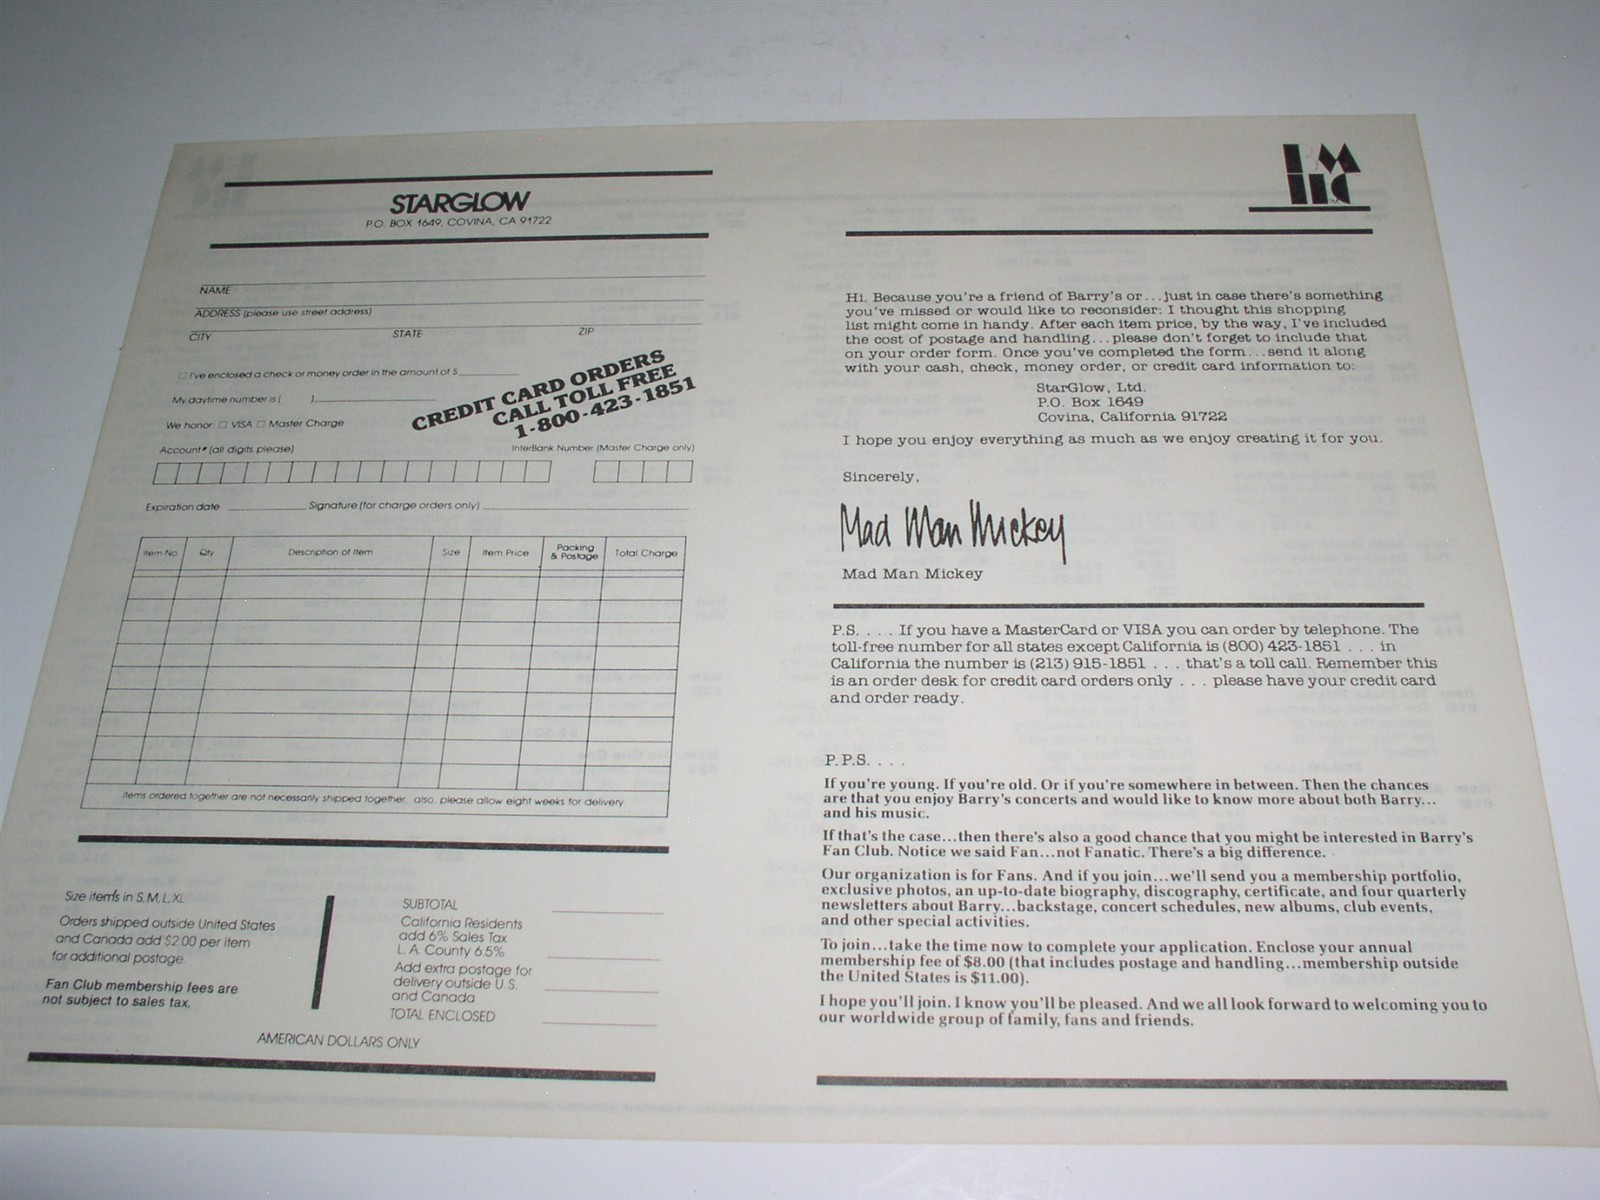 STARGLOW
P.O. BOX 1649, COVINA, CA 91722
NAME
ADDRESS (please use street address)
CITY STATE ZIP
I've enclosed a check or money order in the amount of $
My daytime number is ( )
We honor: VISA Master Charge
CREDIT CARD ORDERS
CALL TOLL FREE
1-800-423-1851
Account # (all digits please) InterBank Number (Master Charge only)
Expiration date Signature (for charge orders only)
Item No. Qty Description of Item Size Item Price Packing & Postage Total Charge
Items ordered together are not necessarily shipped together, also, please allow eight weeks for delivery
Size items in S,M,L,XL
Orders shipped outside United States
and Canada add $2.00 per item
for additional postage.
Fan Club membership fees are
not subject to sales tax.
SUBTOTAL
California Residents
add 6% Sales Tax
L.A. County 6.5%
Add extra postage for
delivery outside U.S.
and Canada
TOTAL ENCLOSED
AMERICAN DOLLARS ONLY
Hi. Because you're a friend of Barry's or...just in case there's something
you've missed or would like to reconsider: I thought this shopping
list might come in handy. After each item price, by the way, I've included
the cost of postage and handling...please don't forget to include that
on your order form. Once you've completed the form...send it along
with your cash, check, money order, or credit card information to:
StarGlow, Ltd.
P.O. Box 1649
Covina, California 91722
I hope you enjoy everything as much as we enjoy creating it for you.
Sincerely,
Mad Man Mickey
Mad Man Mickey
P.S. . . . If you have a MasterCard or VISA you can order by telephone. The
toll-free number for all states except California is (800) 423-1851 . . . in
California the number is (213) 915-1851 . . . that's a toll call. Remember this
is an order desk for credit card orders only . . . please have your credit card
and order ready.
P.P.S. . . .
If you're young. If you're old. Or if you're somewhere in between. Then the chances
are that you enjoy Barry's concerts and would like to know more about both Barry...
and his music.
If that's the case...then there's also a good chance that you might be interested in Barry's
Fan Club. Notice we said Fan...not Fanatic. There's a big difference.
Our organization is for Fans. And if you join...we'll send you a membership portfolio,
exclusive photos, an up-to-date biography, discography, certificate, and four quarterly
newsletters about Barry...backstage, concert schedules, new albums, club events,
and other special activities.
To join...take the time now to complete your application. Enclose your annual
membership fee of $8.00 (that includes postage and handling...membership outside
the United States is $11.00).
I hope you'll join. I know you'll be pleased. And we all look forward to welcoming you to
our worldwide group of family, fans and friends.